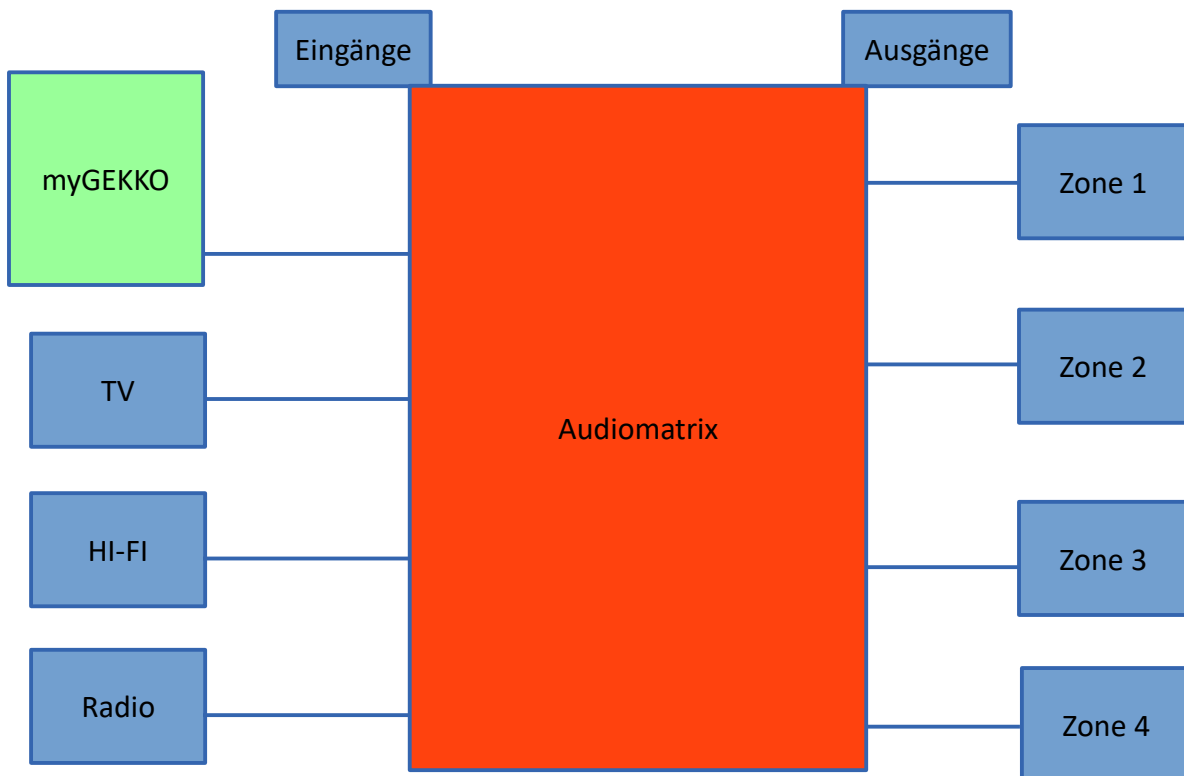 Eingänge
Ausgänge
myGEKKO
TV
HI-FI
Radio
Audiomatrix
Zone 1
Zone 2
Zone 3
Zone 4